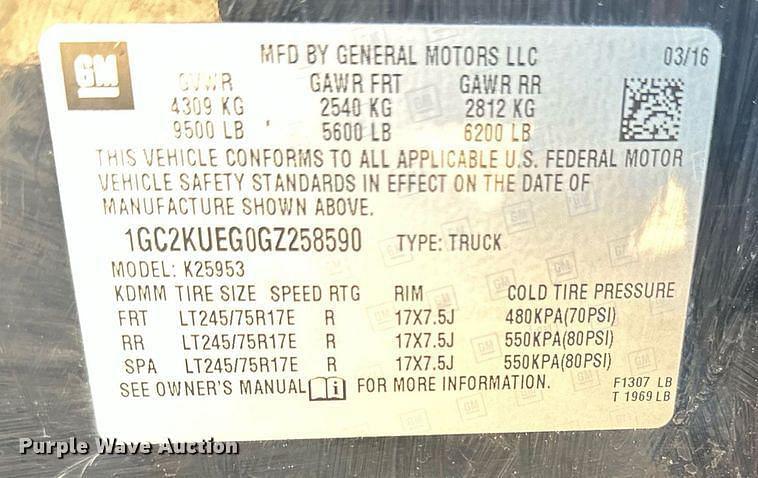 GM
MFD BY GENERAL MOTORS LLC 03/16
GVWR GAWR FRT GAWR RR
4309 KG 2540 KG 2812 KG
9500 LB 5600 LB 6200 LB
THIS VEHICLE CONFORMS TO ALL APPLICABLE U.S. FEDERAL MOTOR
VEHICLE SAFETY STANDARDS IN EFFECT ON THE DATE OF
MANUFACTURE SHOWN ABOVE.
1GC2KUEG0GZ258590 TYPE: TRUCK
MODEL: K25953
KDMM TIRE SIZE SPEED RTG RIM COLD TIRE PRESSURE
FRT LT245/75R17E R 17X7.5J 480KPA(70PSI)
RR LT245/75R17E R 17X7.5J 550KPA(80PSI)
SPA LT245/75R17E R 17X7.5J 550KPA(80PSI)
SEE OWNER'S MANUAL FOR MORE INFORMATION. F1307 LB
T 1969 LB
Purple Wave Auction